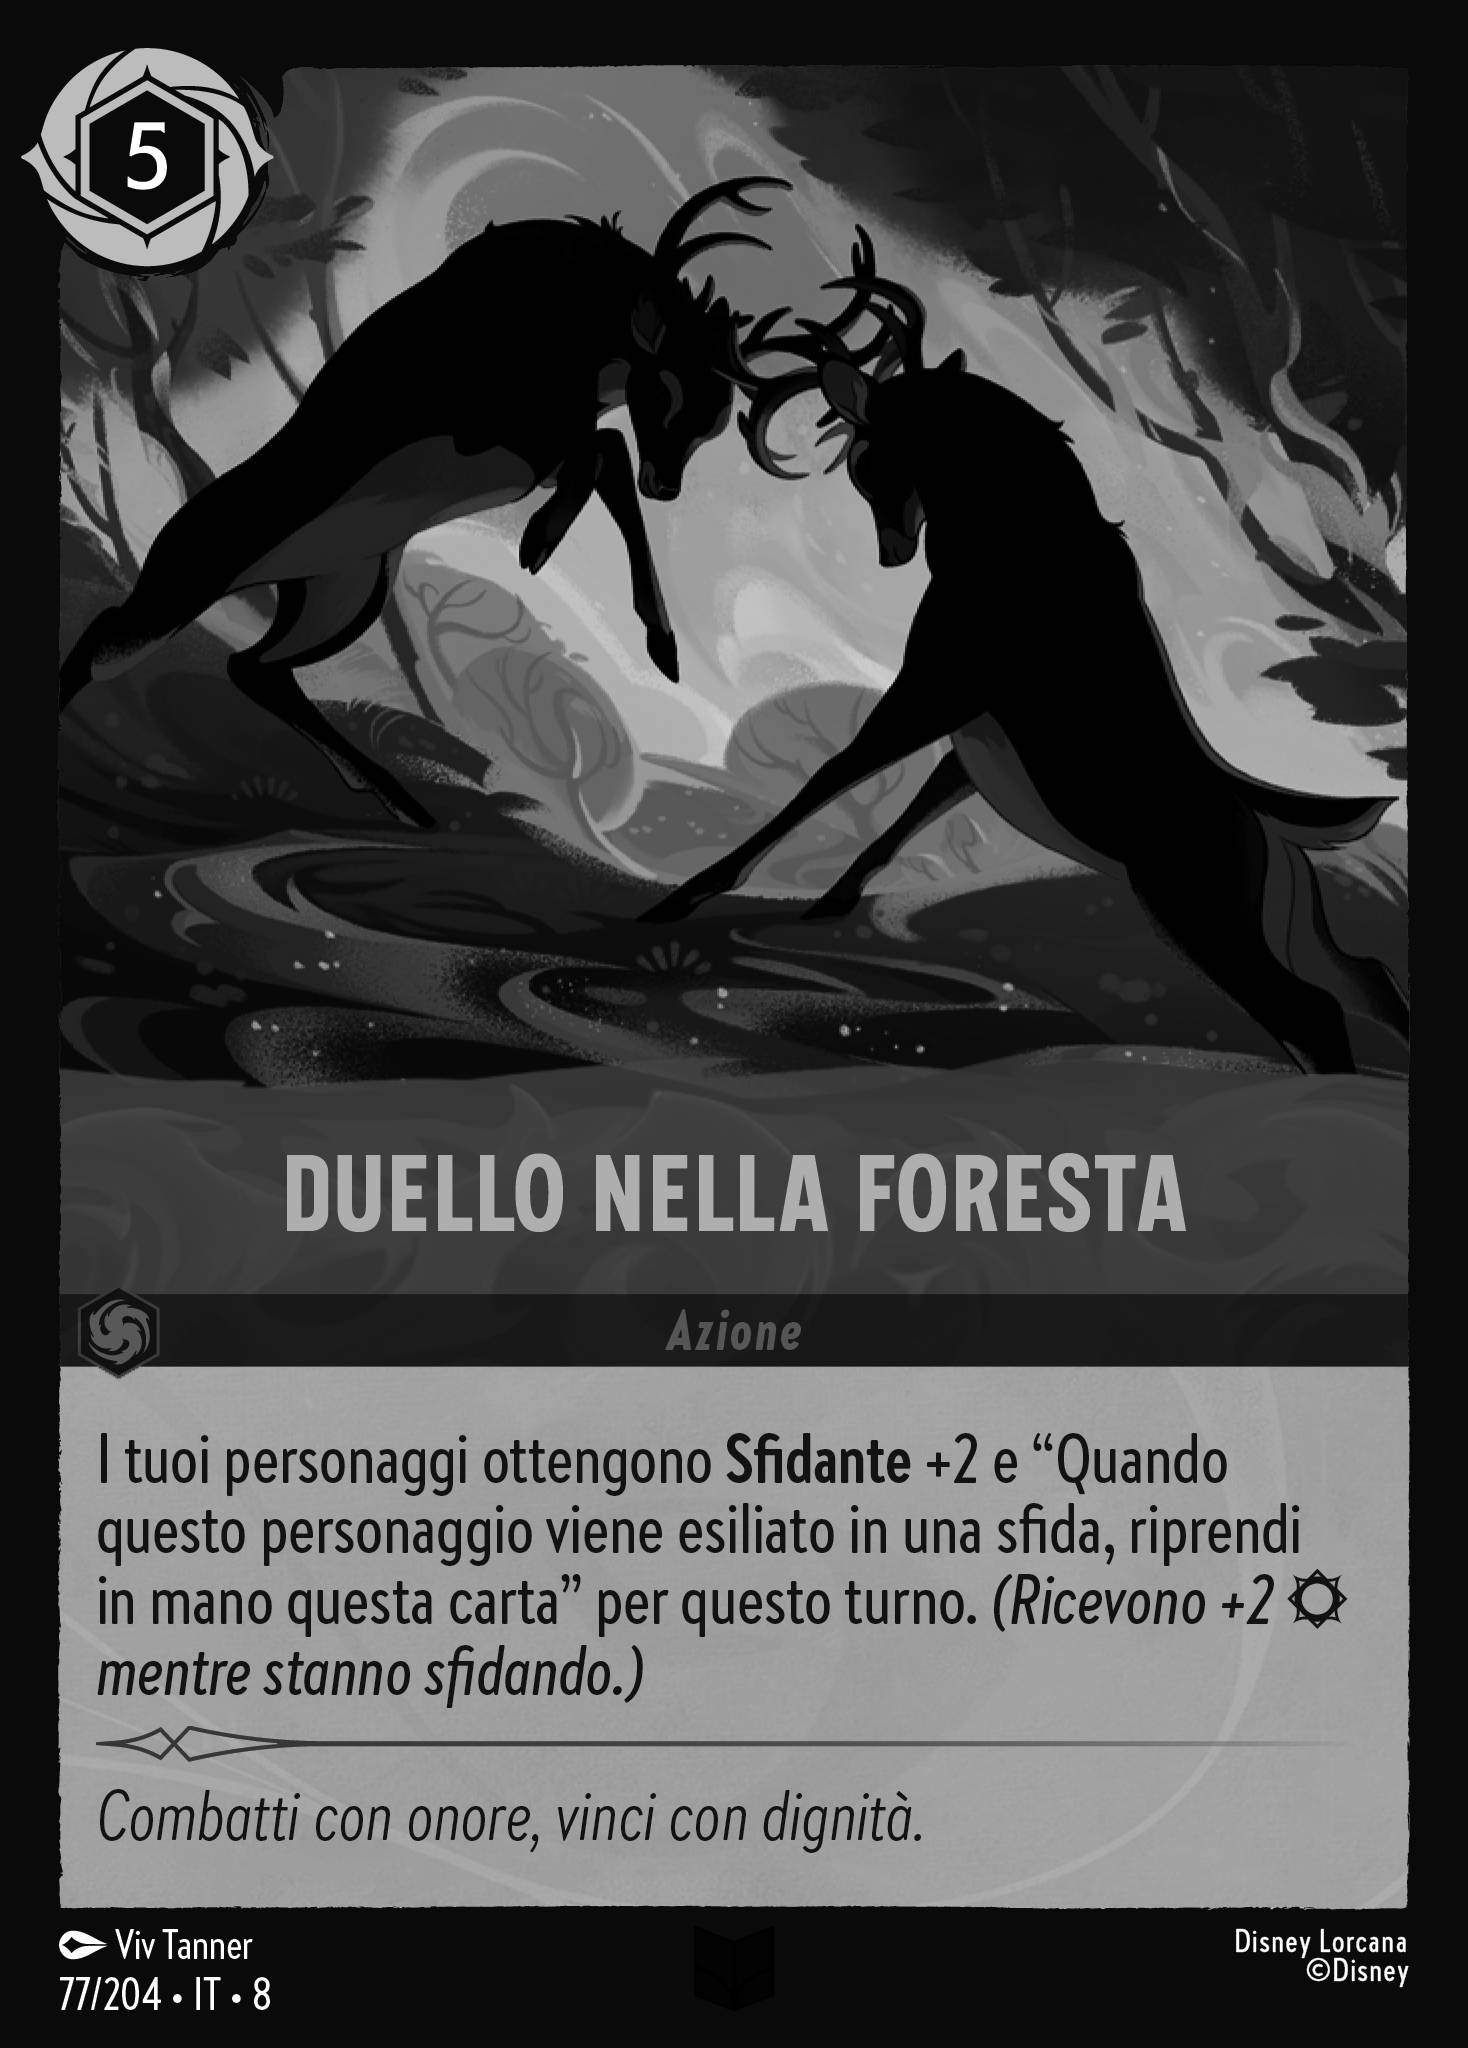 5
DUELLO NELLA FORESTA
Azione
I tuoi personaggi ottengono Sfidante +2 e “Quando
questo personaggio viene esiliato in una sfida, riprendi
in mano questa carta” per questo turno. (Ricevono +2
mentre stanno sfidando.)
Combatti con onore, vinci con dignità.
Viv Tanner
77/204 • IT • 8
Disney Lorcana
©Disney